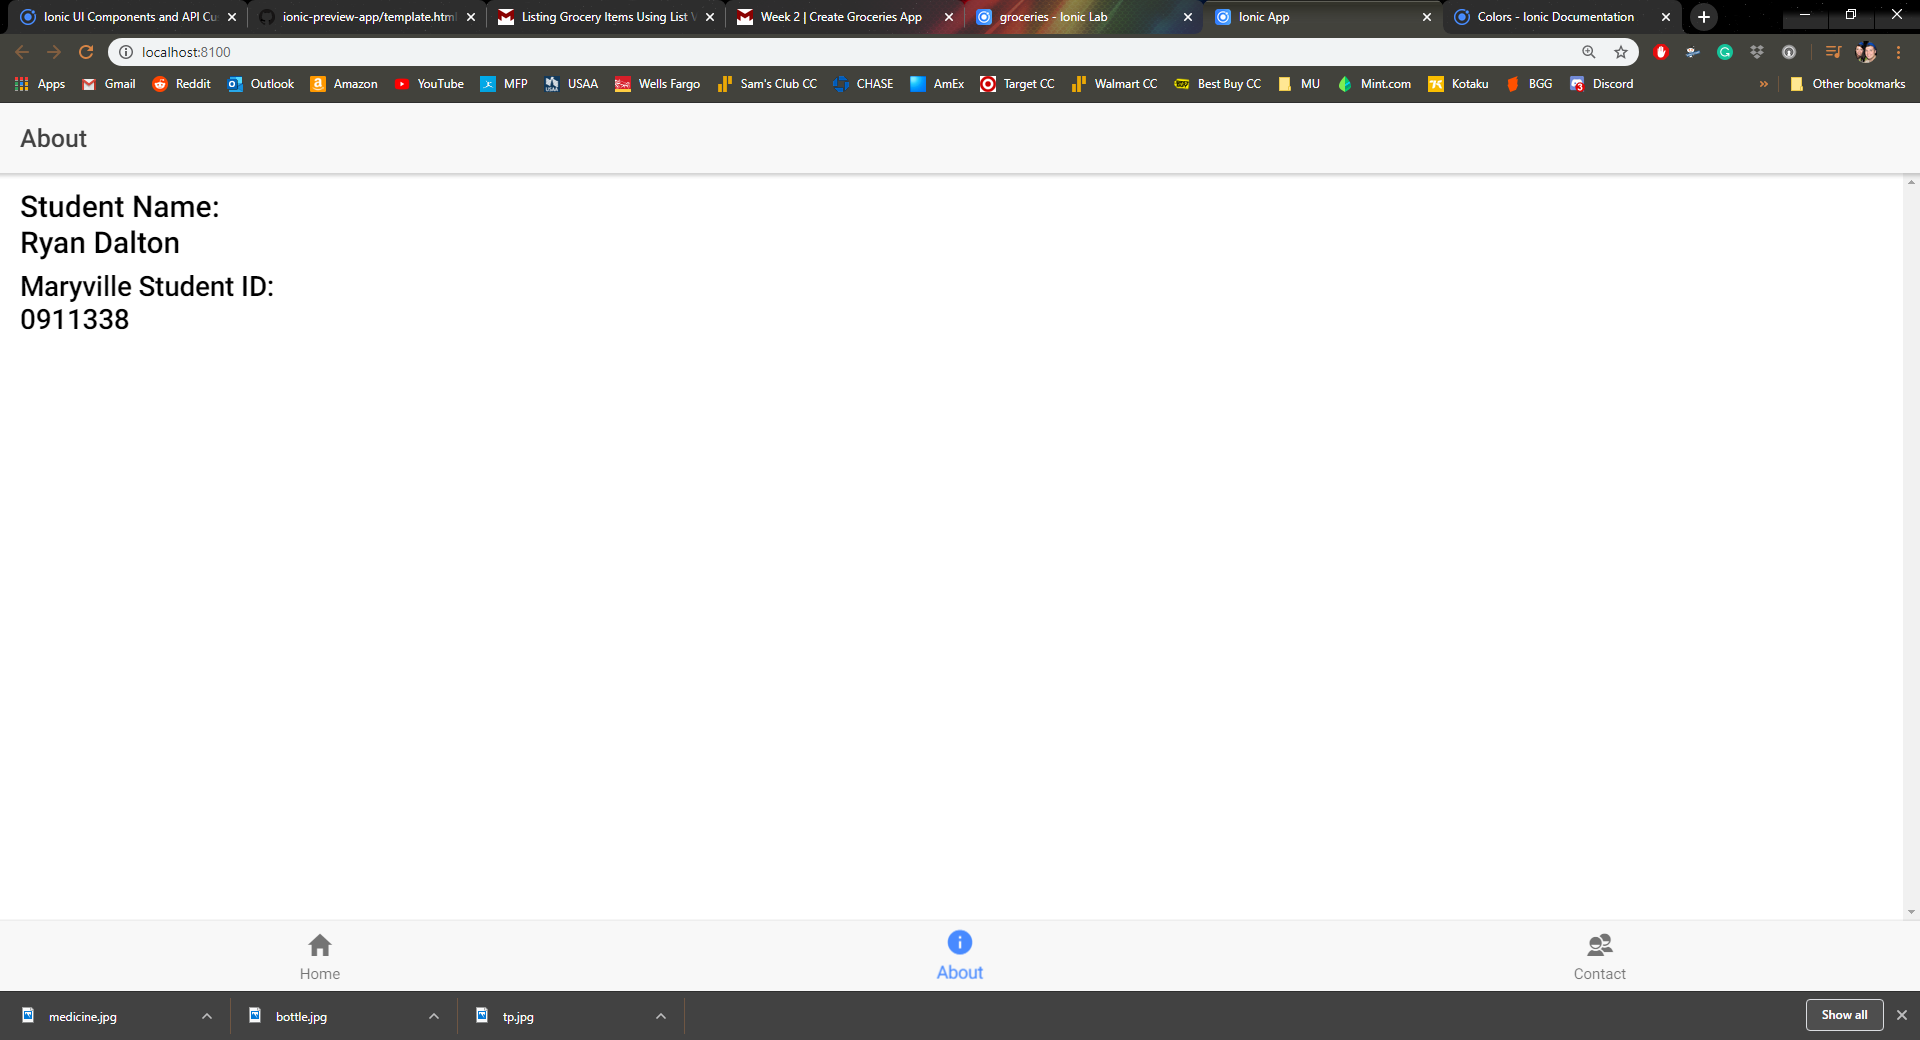 Ionic UI Components and API Cu
ionic-preview-app/template.html
Listing Grocery Items Using List V
Week 2 | Create Groceries App
groceries - Ionic Lab
Ionic App
Colors - Ionic Documentation
localhost:8100
Apps
Gmail
Reddit
Outlook
Amazon
YouTube
MFP
USAA
Wells Fargo
Sam's Club CC
CHASE
AmEx
Target CC
Walmart CC
Best Buy CC
MU
Mint.com
Kotaku
BGG
Discord
»
Other bookmarks
About
Student Name:
Ryan Dalton
Maryville Student ID:
0911338
Home
About
Contact
medicine.jpg
bottle.jpg
tp.jpg
Show all